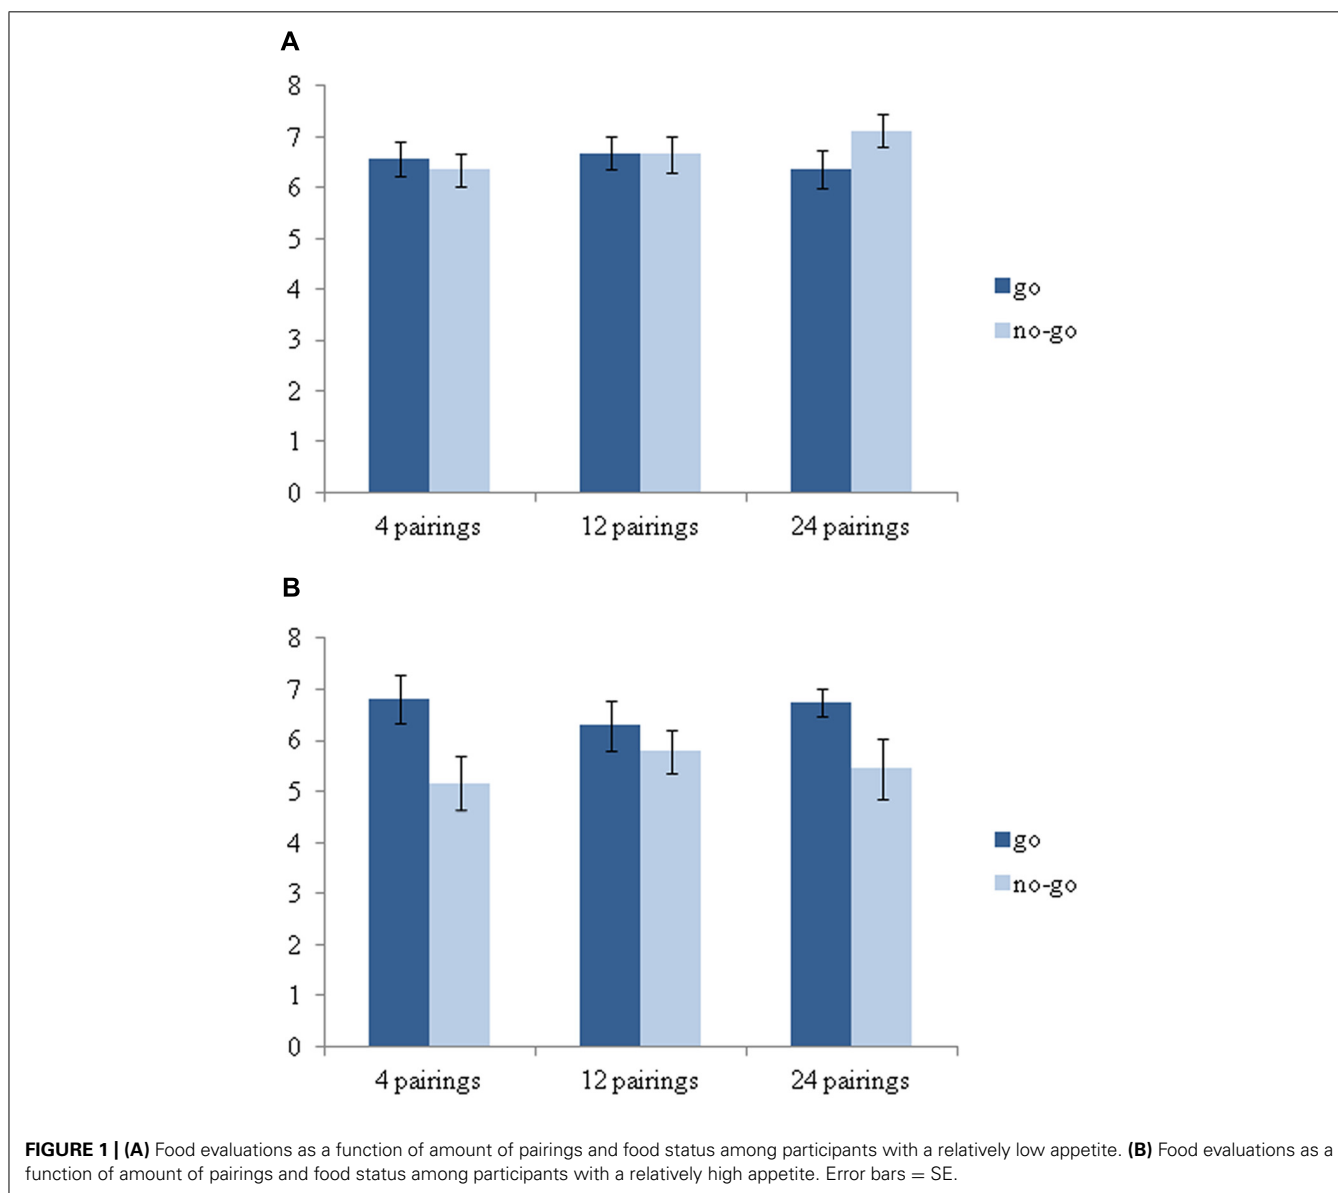 A
8
7
6
5
4
3
2
1
0
4 pairings 12 pairings 24 pairings
go
no-go
B
8
7
6
5
4
3
2
1
0
4 pairings 12 pairings 24 pairings
go
no-go
FIGURE 1 | (A) Food evaluations as a function of amount of pairings and food status among participants with a relatively low appetite. (B) Food evaluations as a
function of amount of pairings and food status among participants with a relatively high appetite. Error bars = SE.